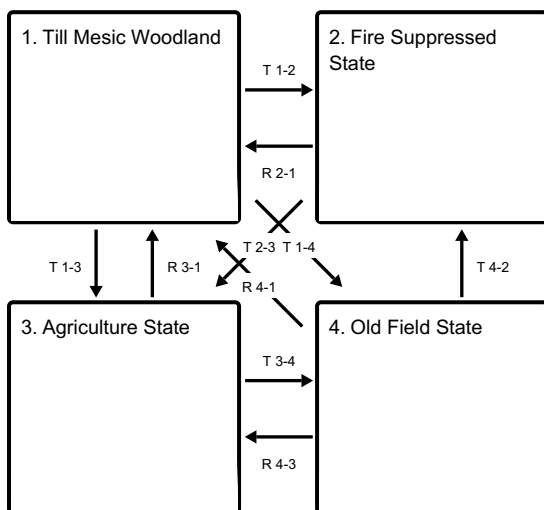 1. Till Mesic Woodland
2. Fire Suppressed
State
T 1-2
R 2-1
T 2-3
T 1-4
T 1-3
R 3-1
R 4-1
T 4-2
3. Agriculture State
4. Old Field State
T 3-4
R 4-3